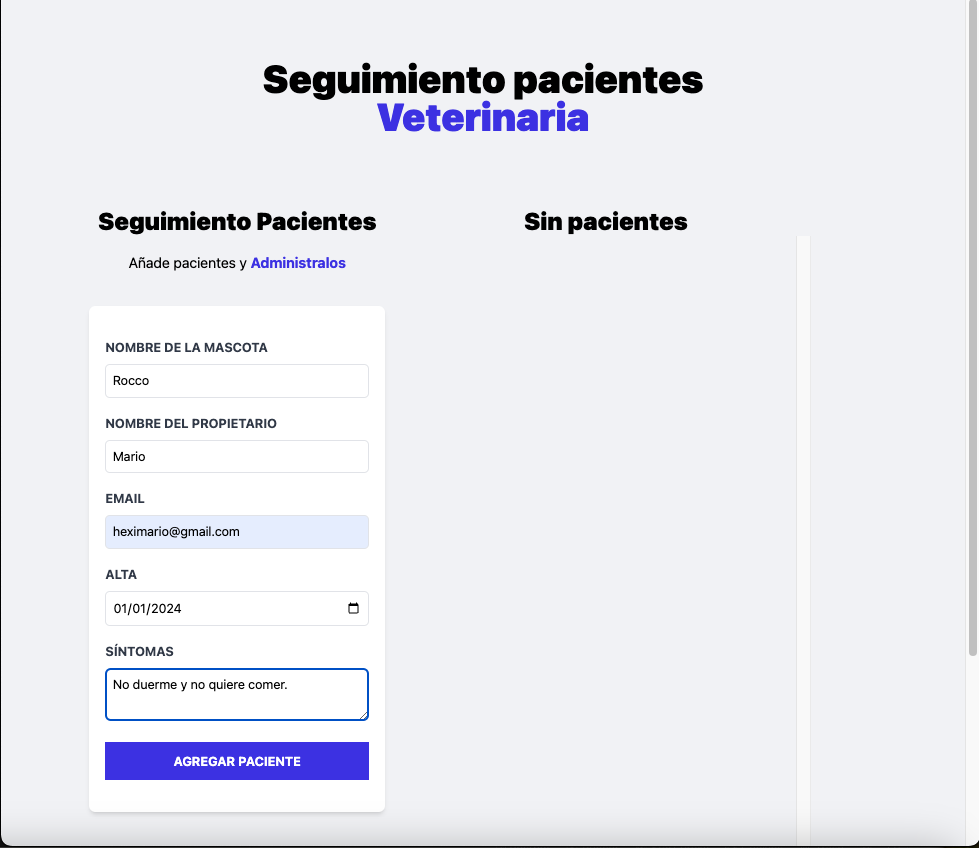 Seguimiento pacientes
Veterinaria
Seguimiento Pacientes
Añade pacientes y Administralos
NOMBRE DE LA MASCOTA
Rocco
NOMBRE DEL PROPIETARIO
Mario
EMAIL
heximario@gmail.com
ALTA
01/01/2024
SÍNTOMAS
No duerme y no quiere comer.
AGREGAR PACIENTE
Sin pacientes